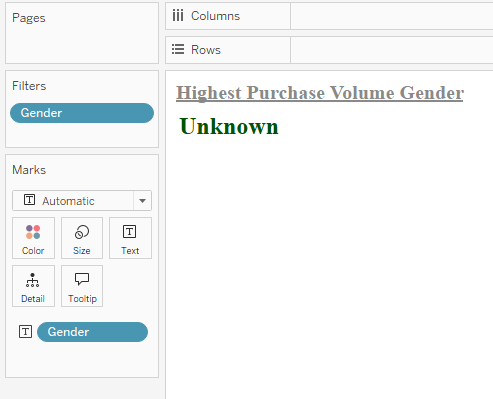 Pages
Columns
Rows
Filters
Gender
Highest Purchase Volume Gender
Unknown
Marks
T Automatic
Color Size T Text
Detail Tooltip
T Gender